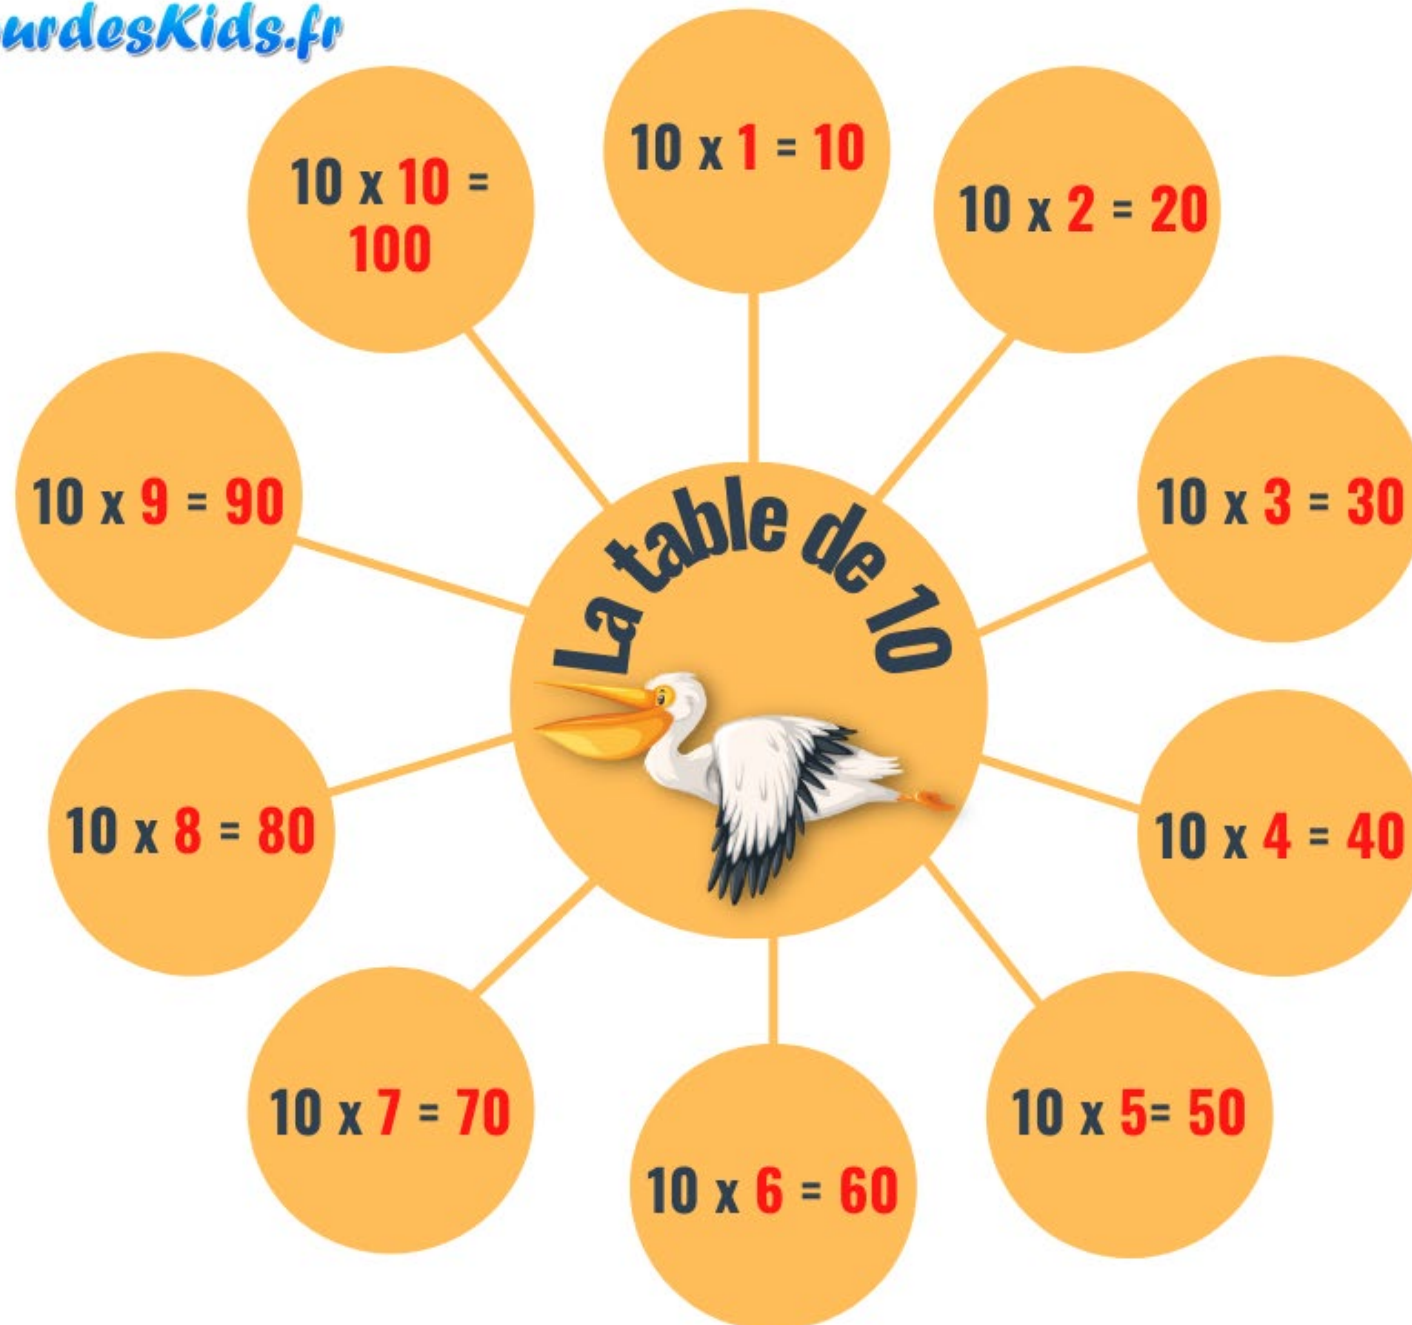 urdesKids.fr
10 x 1 = 10
10 x 2 = 20
10 x 3 = 30
10 x 4 = 40
10 x 5= 50
10 x 6 = 60
10 x 7 = 70
10 x 8 = 80
10 x 9 = 90
10 x 10 =
100
La table de 10